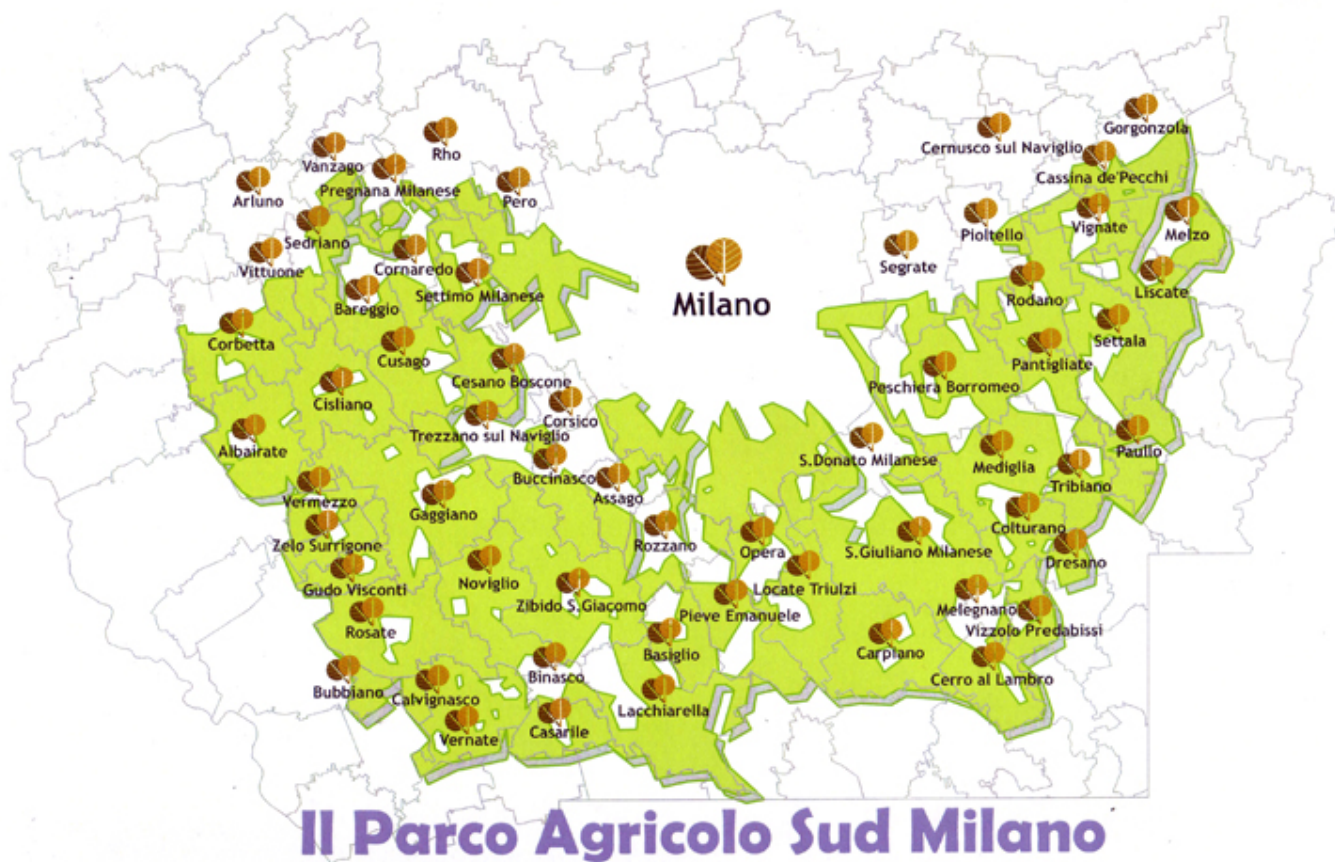 Gorgonzola
Cernusco sul Naviglio
Rho
Vanzago
Cassina de'Pecchi
Pregnana Milanese
Arluno
Pero
Sedriano
Pioltello
Vignate
Melzo
Vittuone
Cornaredo
Segrate
Settimo Milanese
Liscate
Bareggio
Rodano
Milano
Corbetta
Settala
Cusago
Pantigliate
Cesano Boscone
Peschiera Borromeo
Cisliano
Corsico
Trezzano sul Naviglio
Albairate
Paullo
S.Donato Milanese
Mediglia
Buccinasco
Tribiano
Assago
Vermezzo
Gaggiano
Colturano
Zelo Surrigone
Rozzano
Opera
S.Giuliano Milanese
Dresano
Noviglio
Gudo Visconti
Locate Triulzi
Zibido S.Giacomo
Pieve Emanuele
Melegnano
Vizzolo Predabissi
Rosate
Basiglio
Carpiano
Binasco
Cerro al Lambro
Bubbiano
Calvignasco
Lacchiarella
Casarile
Vernate
Il Parco Agricolo Sud Milano